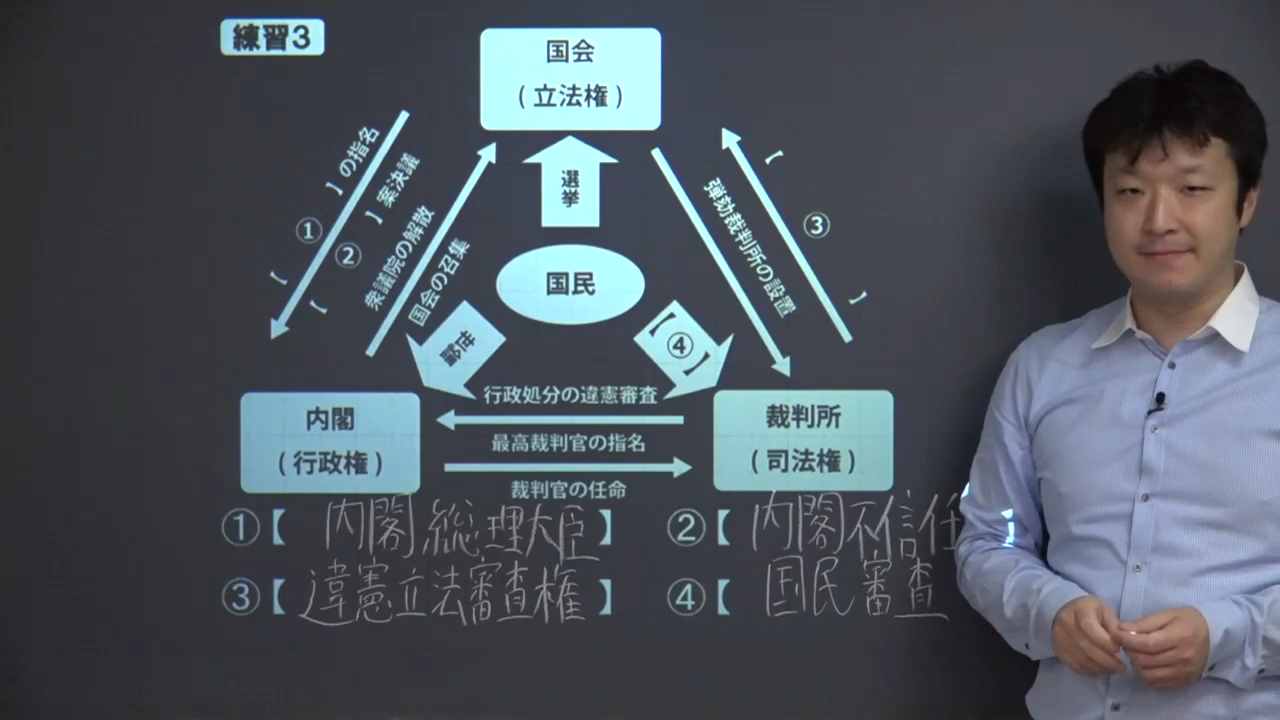 練習3
国会
(立法権)
【 ① 】の指名
【 ② 】案決議
衆議院の解散
国会の召集
選挙
国民
世論
【④】
弾劾裁判所の設置
【 ③ 】
内閣
(行政権)
行政処分の違憲審査
最高裁判官の指名
裁判官の任命
裁判所
(司法権)
①【 内閣総理大臣 】 ②【 内閣不信任
③【 違憲立法審査権 】 ④【 国民審査